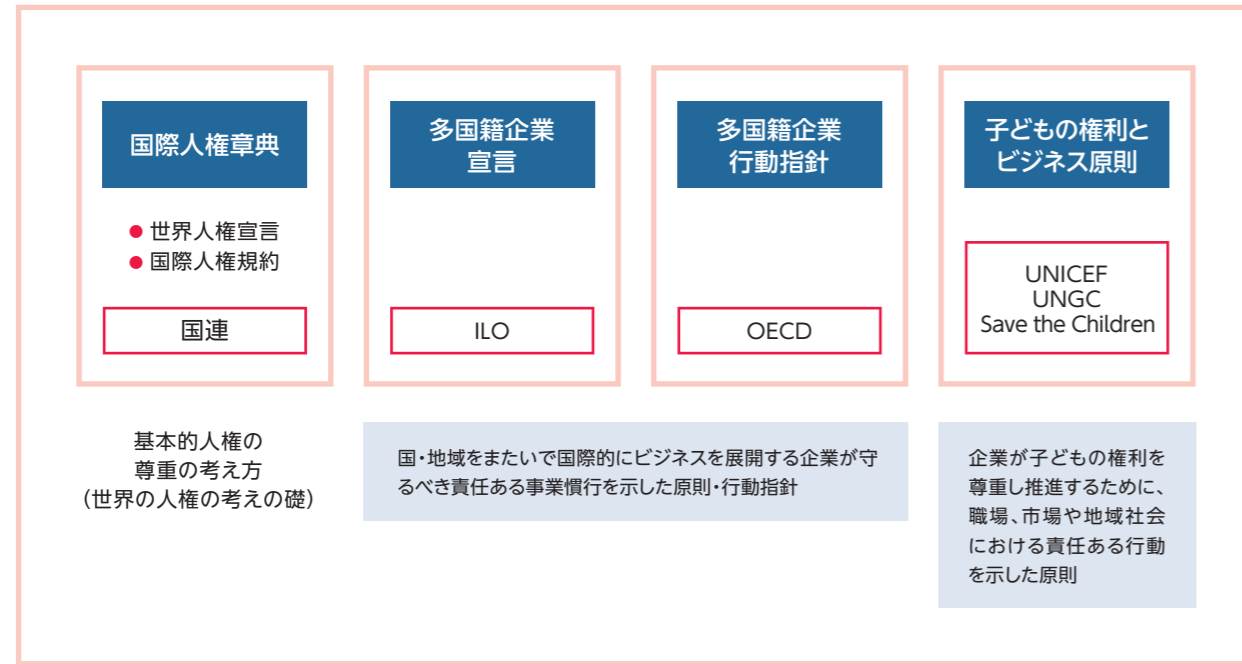 国際人権章典
● 世界人権宣言
● 国際人権規約
国連
多国籍企業
宣言
ILO
多国籍企業
行動指針
OECD
子どもの権利と
ビジネス原則
UNICEF
UNGC
Save the Children
基本的人権の
尊重の考え方
(世界の人権の考えの礎)
国・地域をまたいで国際的にビジネスを展開する企業が守
るべき責任ある事業慣行を示した原則・行動指針
企業が子どもの権利を
尊重し推進するために、
職場、市場や地域社会
における責任ある行動
を示した原則